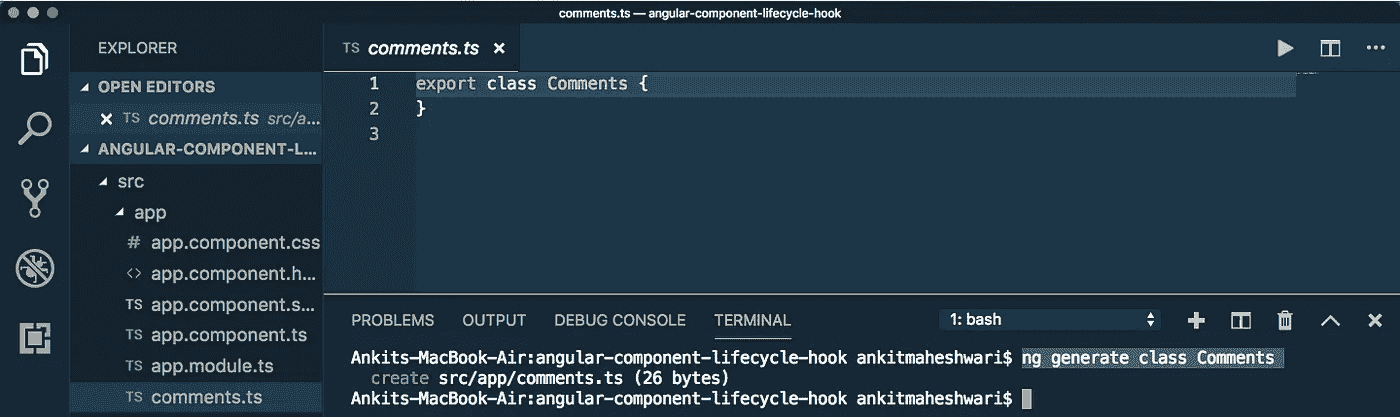 comments.ts — angular-component-lifecycle-hook
EXPLORER
OPEN EDITORS
TS comments.ts src/a...
ANGULAR-COMPONENT-L...
src
app
# app.component.css
<> app.component.h...
TS app.component.s...
TS app.component.ts
TS app.module.ts
TS comments.ts
TS comments.ts
1 export class Comments {
2 }
3
PROBLEMS OUTPUT DEBUG CONSOLE TERMINAL 1: bash
Ankits-MacBook-Air:angular-component-lifecycle-hook ankitmaheshwari$ ng generate class Comments
create src/app/comments.ts (26 bytes)
Ankits-MacBook-Air:angular-component-lifecycle-hook ankitmaheshwari$